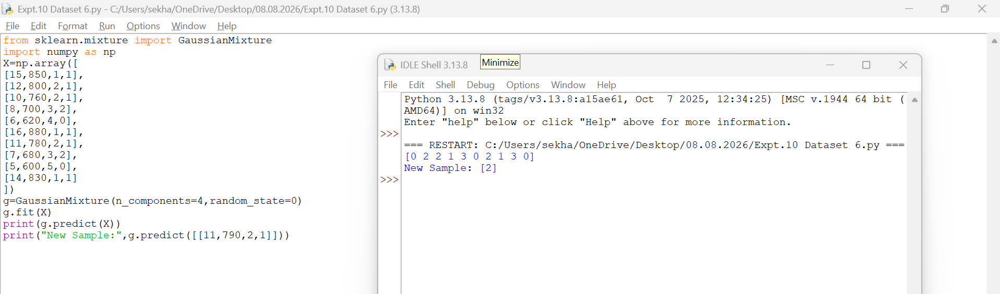 Expt.10 Dataset 6.py - C:/Users/sekha/OneDrive/Desktop/08.08.2026/Expt.10 Dataset 6.py (3.13.8)
File Edit Format Run Options Window Help
from sklearn.mixture import GaussianMixture
import numpy as np
X=np.array([
[15,850,1,1],
[12,800,2,1],
[10,760,2,1],
[8,700,3,2],
[6,620,4,0],
[16,880,1,1],
[11,780,2,1],
[7,680,3,2],
[5,600,5,0],
[14,830,1,1]
])
g=GaussianMixture(n_components=4,random_state=0)
g.fit(X)
print(g.predict(X))
print("New Sample:",g.predict([[11,790,2,1]]))
IDLE Shell 3.13.8
Minimize
File Edit Shell Debug Options Window Help
Python 3.13.8 (tags/v3.13.8:a15ae61, Oct  7 2025, 12:34:25) [MSC v.1944 64 bit (
AMD64)] on win32
Enter "help" below or click "Help" above for more information.
>>>
=== RESTART: C:/Users/sekha/OneDrive/Desktop/08.08.2026/Expt.10 Dataset 6.py ===
[0 2 2 1 3 0 2 1 3 0]
New Sample: [2]
>>>